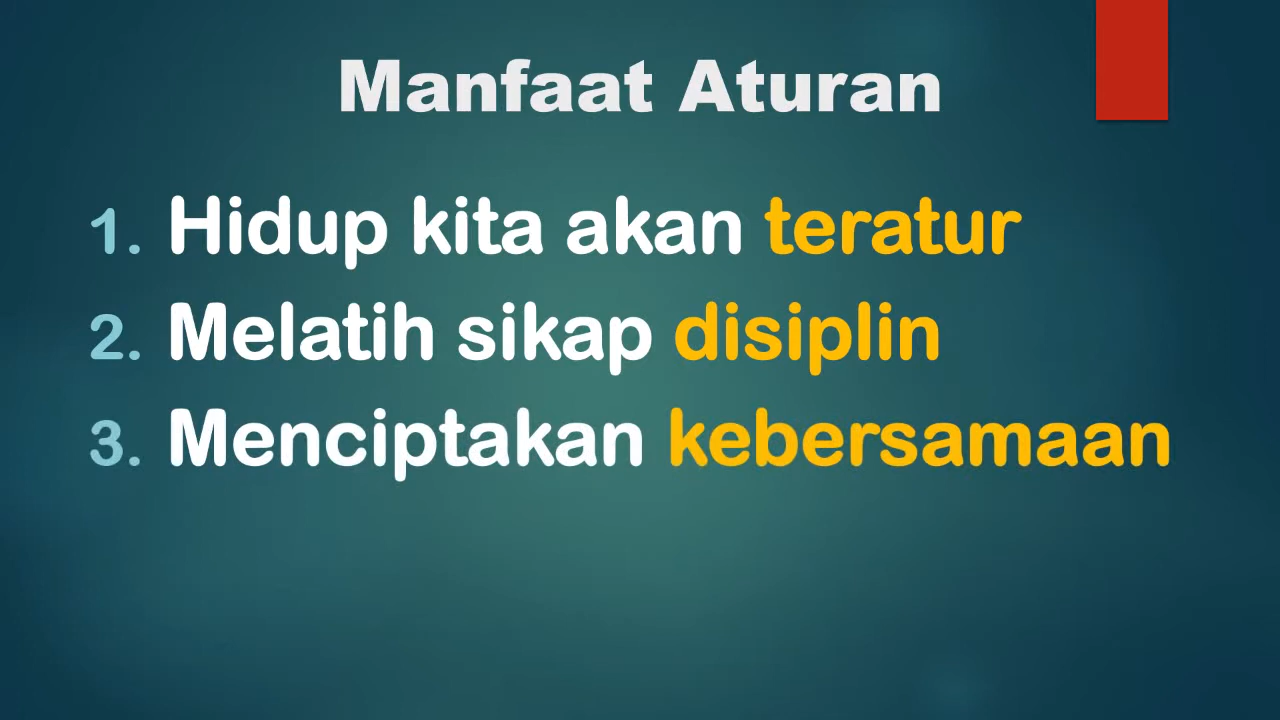 Manfaat Aturan
1. Hidup kita akan teratur
2. Melatih sikap disiplin
3. Menciptakan kebersamaan